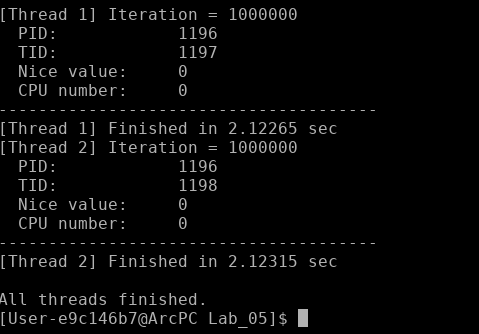 [Thread 1] Iteration = 1000000
  PID:            1196
  TID:            1197
  Nice value:     0
  CPU number:     0
--------------------------------------
[Thread 1] Finished in 2.12265 sec
[Thread 2] Iteration = 1000000
  PID:            1196
  TID:            1198
  Nice value:     0
  CPU number:     0
--------------------------------------
[Thread 2] Finished in 2.12315 sec

All threads finished.
[User-e9c146b7@ArcPC Lab_05]$